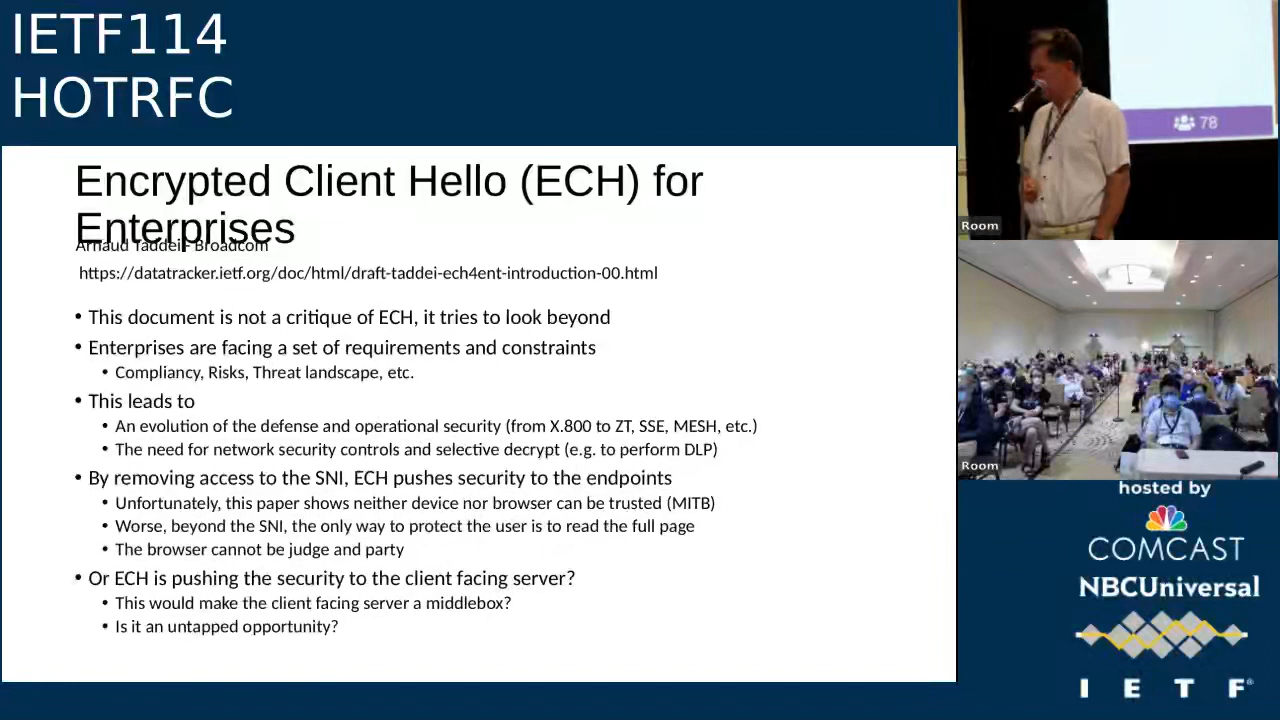 IETF114
HOTRFC
Encrypted Client Hello (ECH) for
Enterprises
Arnaud Taddei - Broadcom
https://datatracker.ietf.org/doc/html/draft-taddei-ech4ent-introduction-00.html
• This document is not a critique of ECH, it tries to look beyond
• Enterprises are facing a set of requirements and constraints
• Compliancy, Risks, Threat landscape, etc.
• This leads to
• An evolution of the defense and operational security (from X.800 to ZT, SSE, MESH, etc.)
• The need for network security controls and selective decrypt (e.g. to perform DLP)
• By removing access to the SNI, ECH pushes security to the endpoints
• Unfortunately, this paper shows neither device nor browser can be trusted (MITB)
• Worse, beyond the SNI, the only way to protect the user is to read the full page
• The browser cannot be judge and party
• Or ECH is pushing the security to the client facing server?
• This would make the client facing server a middlebox?
• Is it an untapped opportunity?
78
Room
Room
hosted by
COMCAST
NBCUniversal
I E T F®